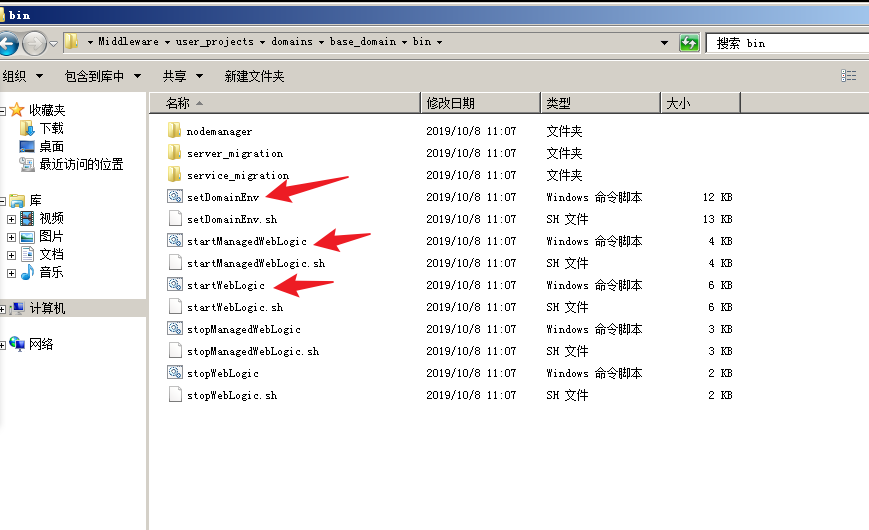 bin
Middleware user_projects domains base_domain bin
搜索 bin
组织 包含到库中 共享 新建文件夹
名称 修改日期 类型 大小
收藏夹
下载
桌面
最近访问的位置
库
视频
图片
文档
音乐
计算机
网络
nodemanager 2019/10/8 11:07 文件夹
server_migration 2019/10/8 11:07 文件夹
service_migration 2019/10/8 11:07 文件夹
setDomainEnv 2019/10/8 11:07 Windows 命令脚本 12 KB
setDomainEnv.sh 2019/10/8 11:07 SH 文件 13 KB
startManagedWebLogic 2019/10/8 11:07 Windows 命令脚本 4 KB
startManagedWebLogic.sh 2019/10/8 11:07 SH 文件 4 KB
startWebLogic 2019/10/8 11:07 Windows 命令脚本 6 KB
startWebLogic.sh 2019/10/8 11:07 SH 文件 6 KB
stopManagedWebLogic 2019/10/8 11:07 Windows 命令脚本 3 KB
stopManagedWebLogic.sh 2019/10/8 11:07 SH 文件 3 KB
stopWebLogic 2019/10/8 11:07 Windows 命令脚本 2 KB
stopWebLogic.sh 2019/10/8 11:07 SH 文件 2 KB